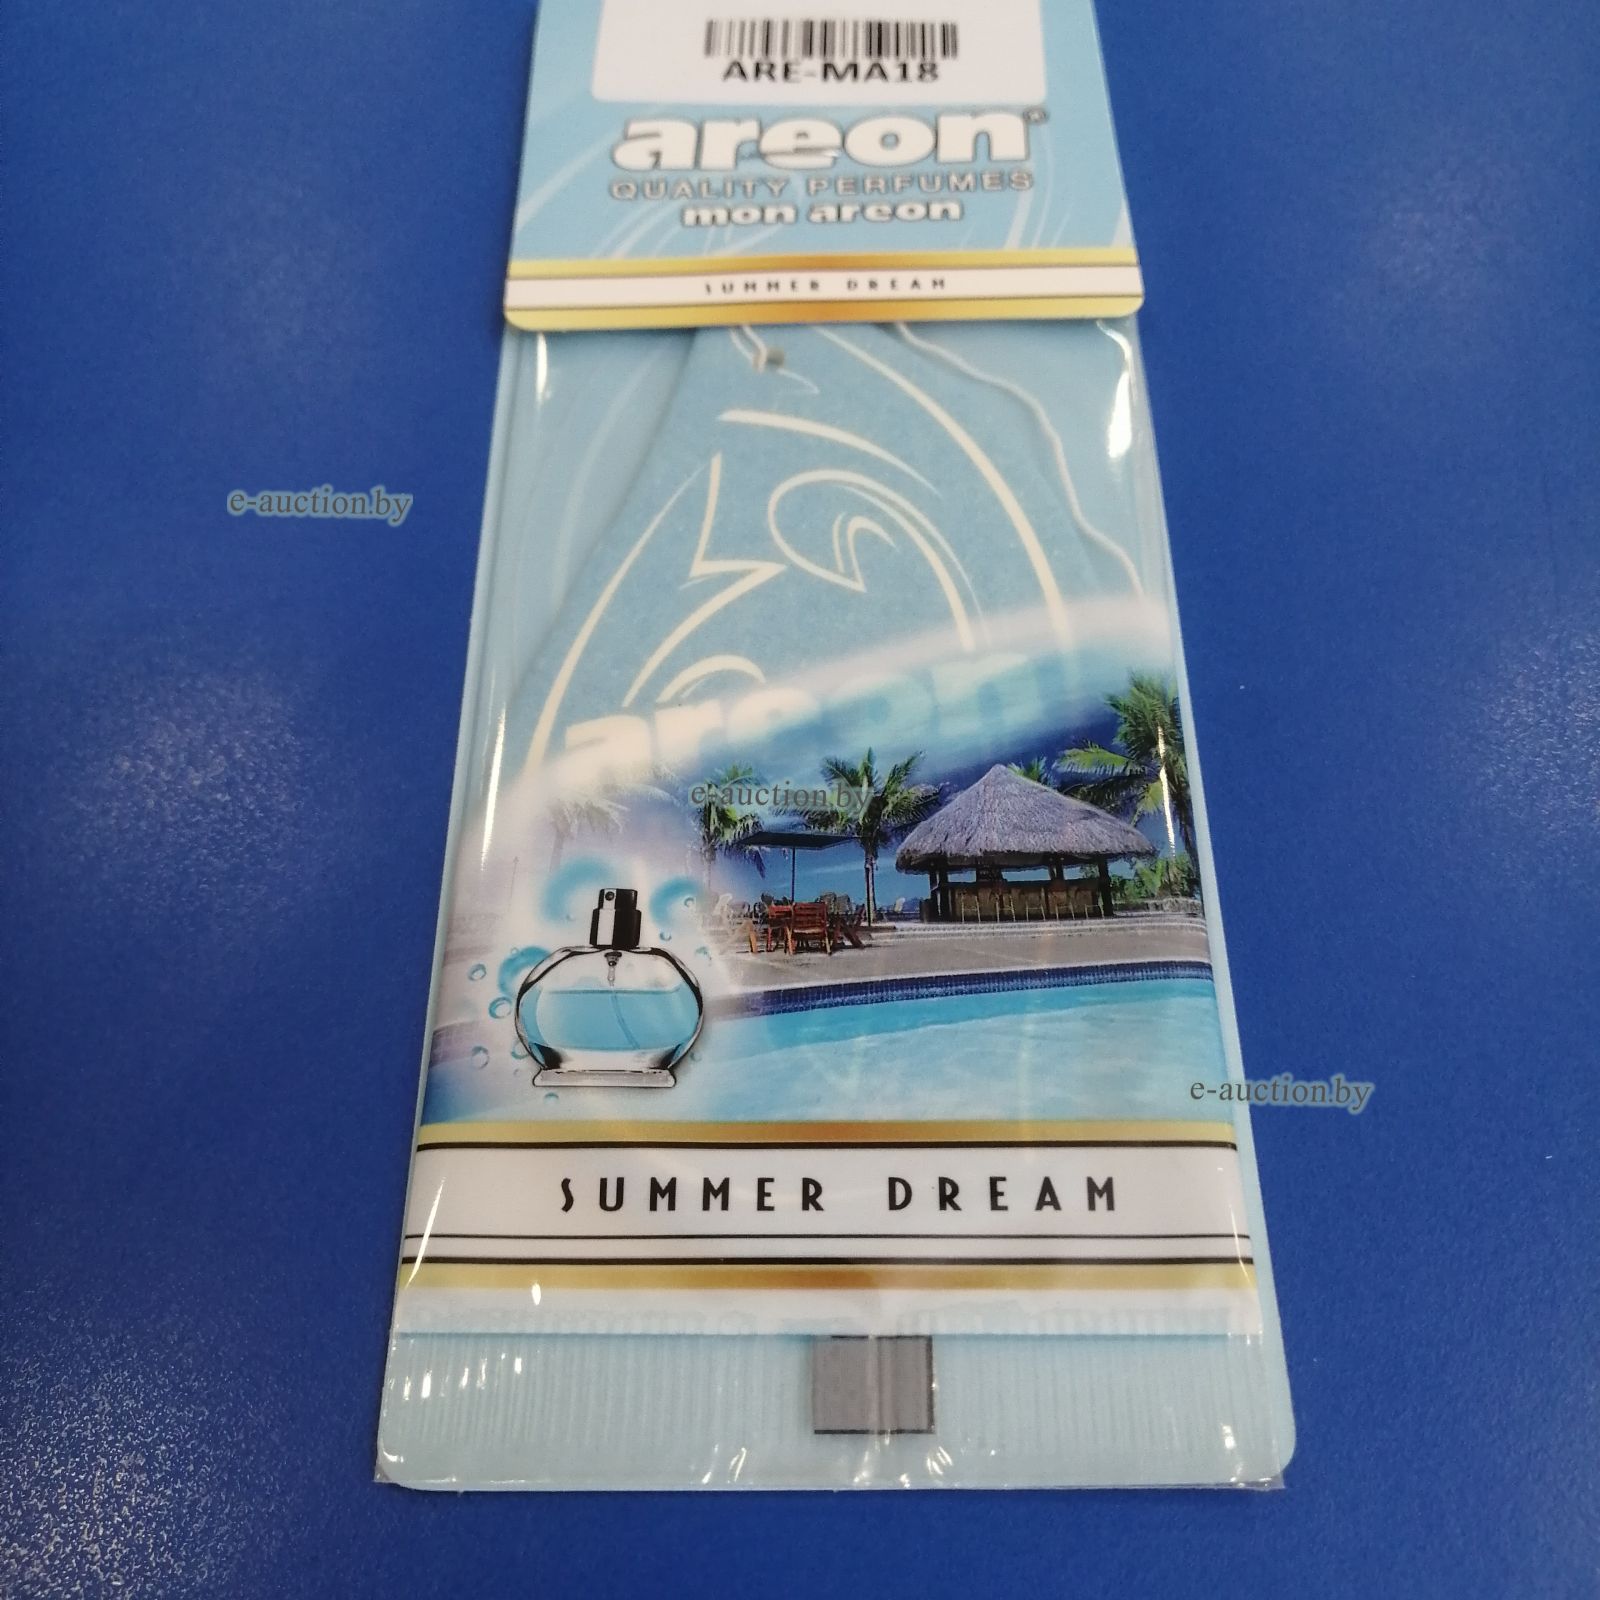 ARE-MA18
areon®
QUALITY PERFUMES
mon areon
SUMMER DREAM
e-auction.by
areon
e-auction.by
e-auction.by
SUMMER DREAM